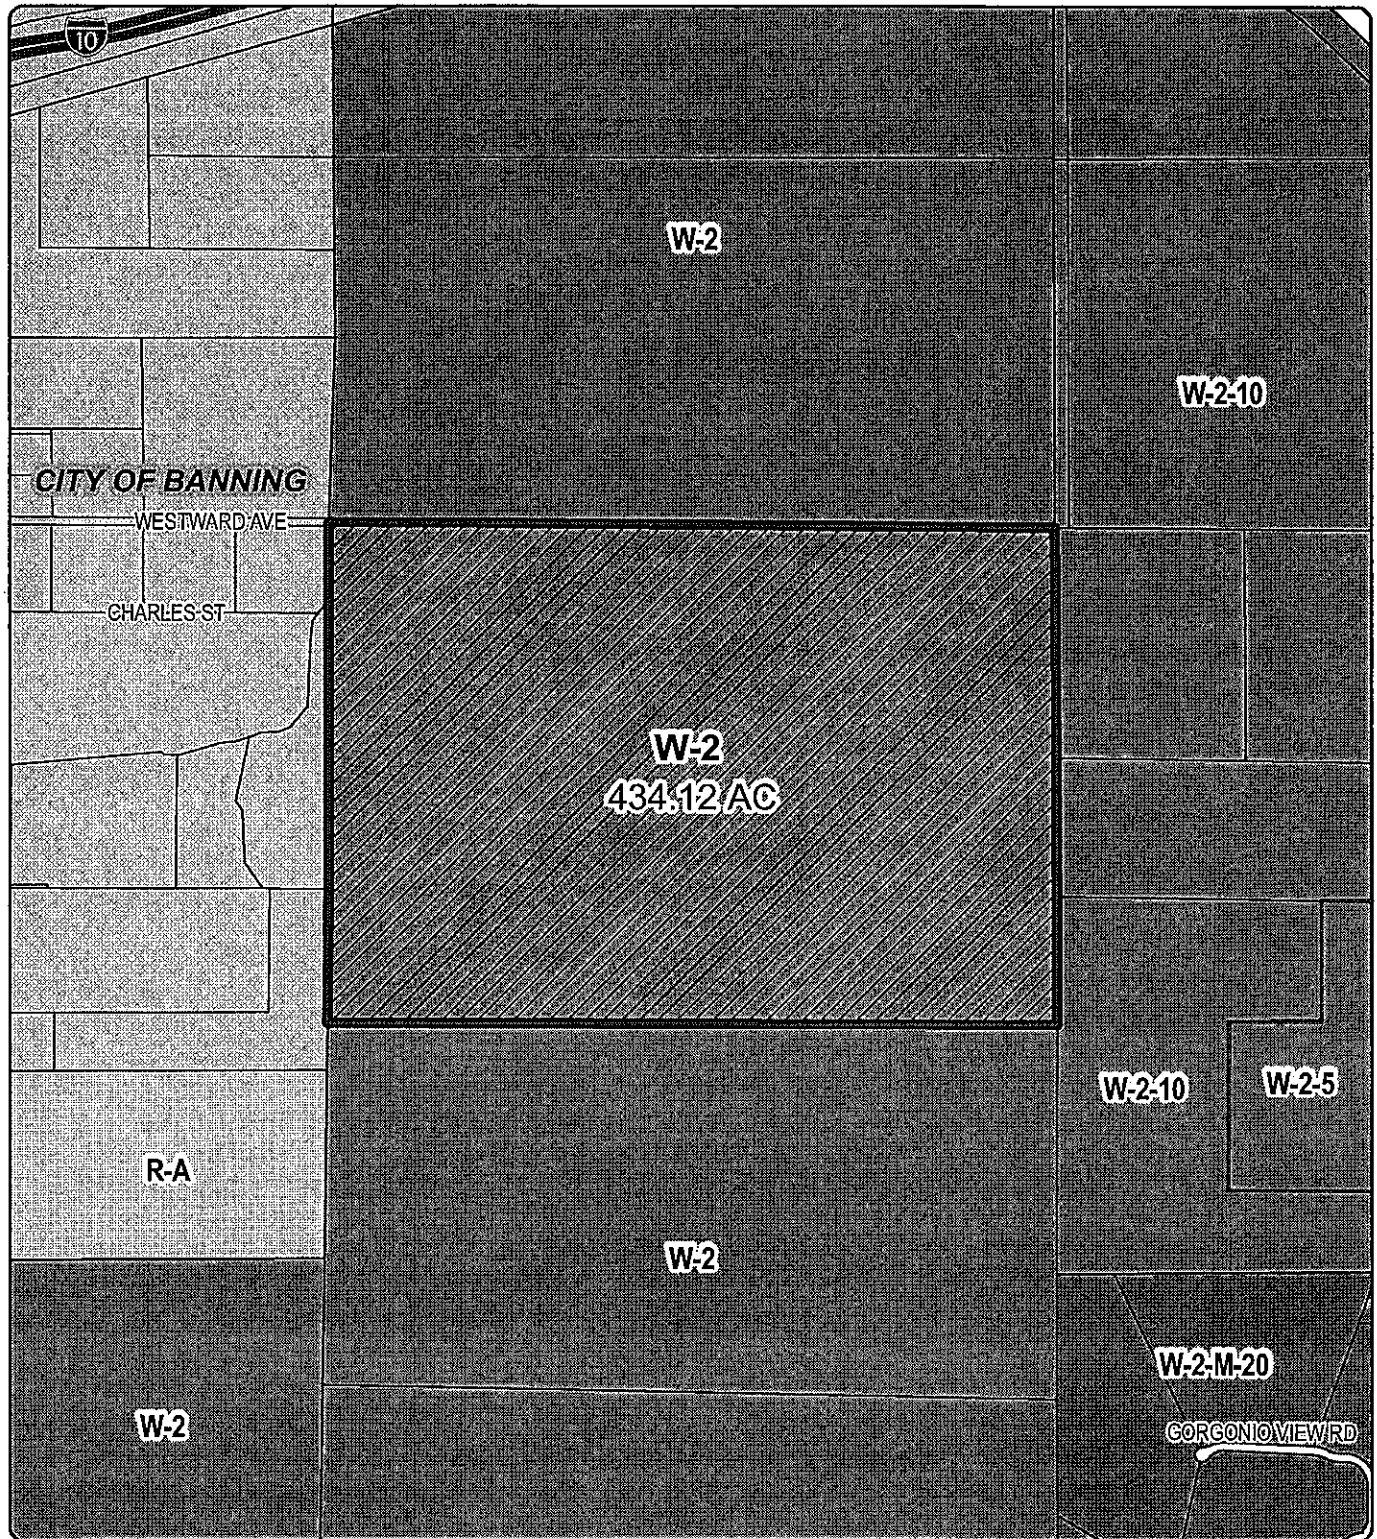 10
W-2
W-2-10
CITY OF BANNING
WESTWARD AVE
CHARLES ST
W-2
434.12 AC
W-2-10
W-2-5
R-A
W-2
W-2-M-20
W-2
GORGONIO VIEW RD